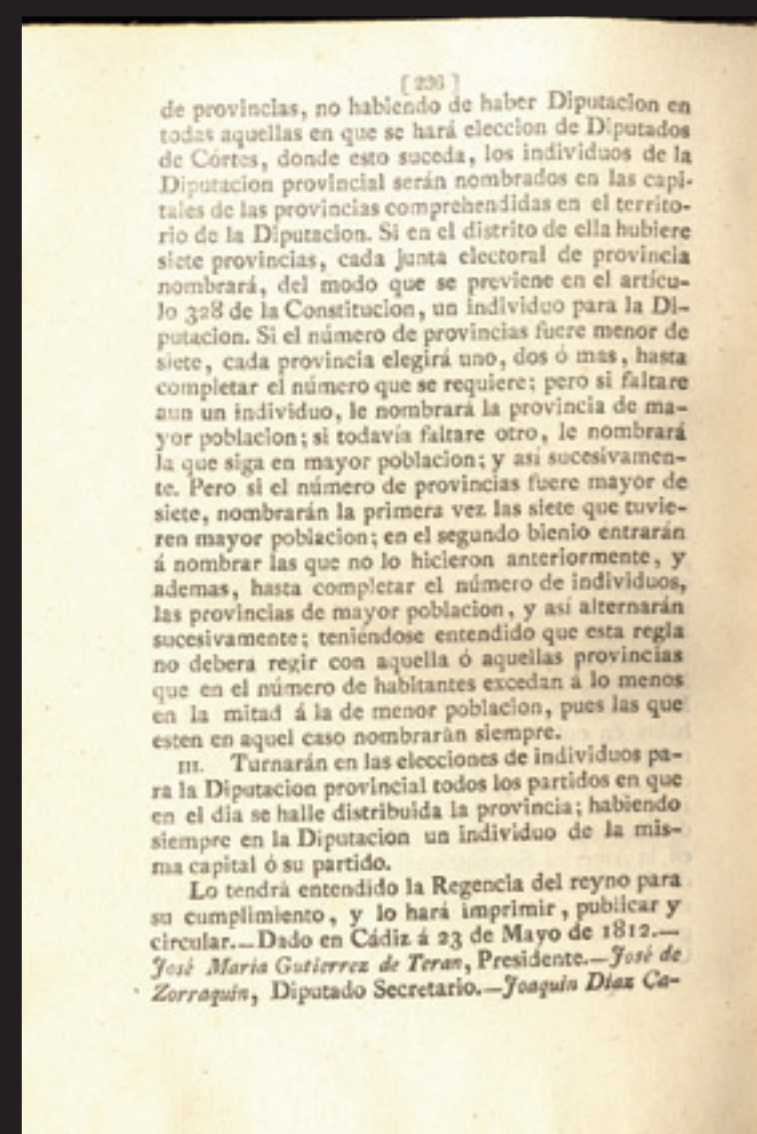 [ 236 ]
de provincias, no habiendo de haber Diputacion en
todas aquellas en que se hará eleccion de Diputados
de Córtes, donde esto suceda, los individuos de la
Diputacion provincial serán nombrados en las capi-
tales de las provincias comprehendidas en el territo-
rio de la Diputacion. Si en el distrito de ella hubiere
siete provincias, cada junta electoral de provincia
nombrará, del modo que se previene en el artícu-
lo 328 de la Constitucion, un individuo para la Di-
putacion. Si el número de provincias fuere menor de
siete, cada provincia elegirá uno, dos ó mas, hasta
completar el número que se requiere; pero si faltare
aun un individuo, le nombrará la provincia de ma-
yor poblacion; si todavía faltare otro, le nombrará
la que siga en mayor poblacion; y así sucesivamen-
te. Pero si el número de provincias fuere mayor de
siete, nombrarán la primera vez las siete que tuvie-
ren mayor poblacion; en el segundo bienio entrarán
á nombrar las que no lo hicieron anteriormente, y
ademas, hasta completar el número de individuos,
las provincias de mayor poblacion, y así alternarán
sucesivamente; teniéndose entendido que esta regla
no deberá regir con aquella ó aquellas provincias
que en el número de habitantes excedan á lo menos
en la mitad á la de menor poblacion, pues las que
esten en aquel caso nombrarán siempre.
III. Turnarán en las elecciones de individuos pa-
ra la Diputacion provincial todos los partidos en que
en el dia se halle distribuida la provincia; habiendo
siempre en la Diputacion un individuo de la mis-
ma capital ó su partido.
Lo tendrá entendido la Regencia del reyno para
su cumplimiento, y lo hará imprimir, publicar y
circular.—Dado en Cádiz á 23 de Mayo de 1812.—
José María Gutierrez de Teran, Presidente.—José de
Zorraquin, Diputado Secretario.—Joaquin Diaz Ca-